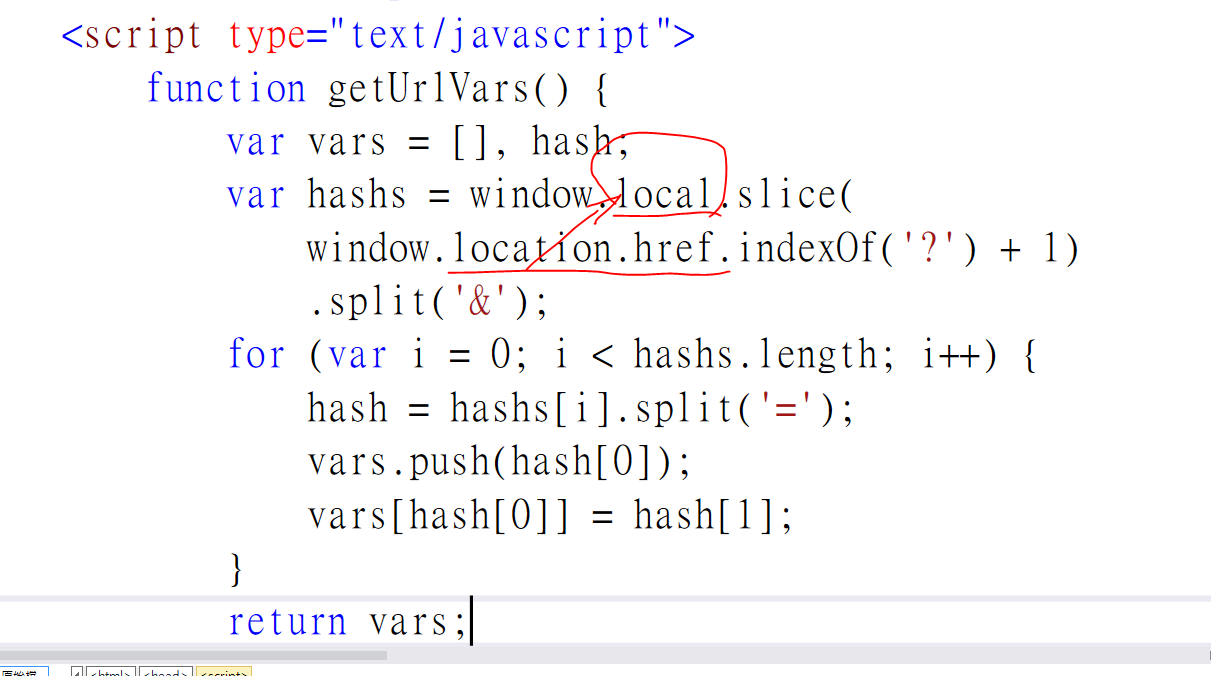 <script type="text/javascript">
function getUrlVars() {
var vars = [], hash;
var hashs = window.local.slice(
window.location.href.indexOf('?') + 1)
.split('&');
for (var i = 0; i < hashs.length; i++) {
hash = hashs[i].split('=');
vars.push(hash[0]);
vars[hash[0]] = hash[1];
}
return vars;
<html> <head> <script>